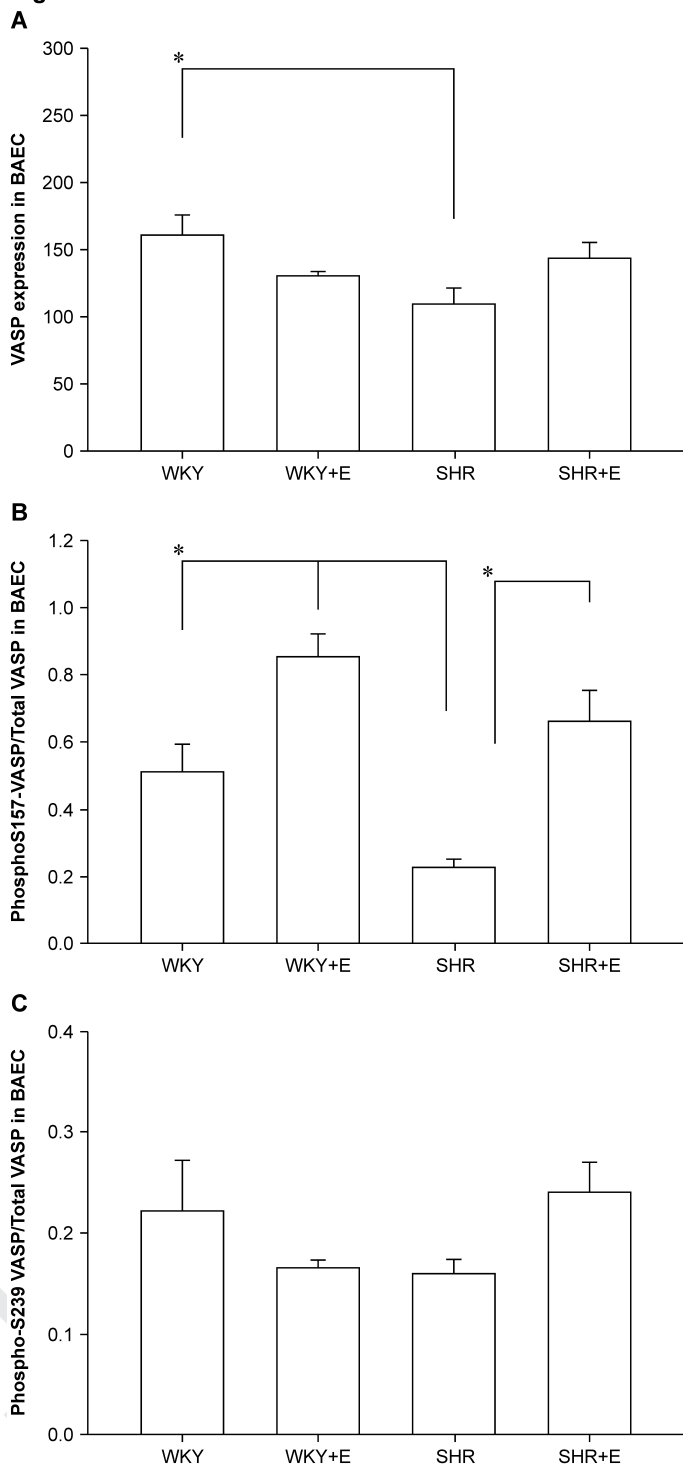 A
300
250
200
150
100
50
0
VASP expression in BAEC
*
WKY WKY+E SHR SHR+E
B
1.2
1.0
0.8
0.6
0.4
0.2
0.0
PhosphoS157-VASP/Total VASP in BAEC
*
*
WKY WKY+E SHR SHR+E
C
0.4
0.3
0.2
0.1
0.0
Phospho-S239 VASP/Total VASP in BAEC
WKY WKY+E SHR SHR+E